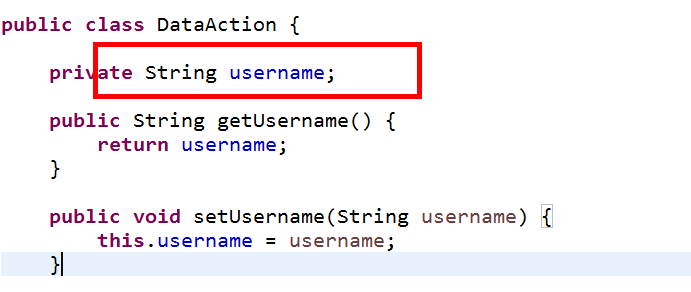 public class DataAction {
private String username;
public String getUsername() {
return username;
}
public void setUsername(String username) {
this.username = username;
}